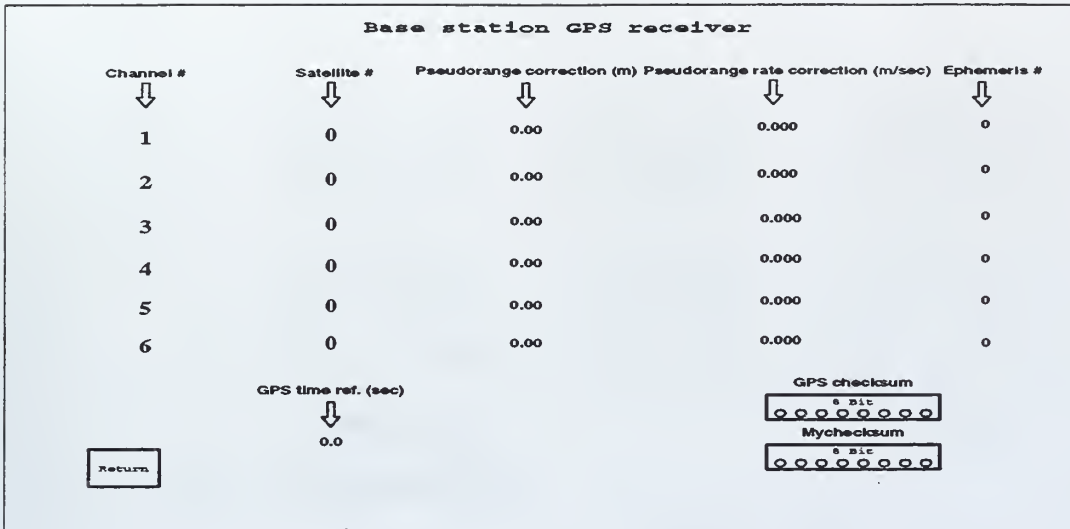 Base station GPS receiver
Channel # Satellite # Pseudorange correction (m) Pseudorange rate correction (m/sec) Ephemeris #
1 0 0.00 0.000 0
2 0 0.00 0.000 0
3 0 0.00 0.000 0
4 0 0.00 0.000 0
5 0 0.00 0.000 0
6 0 0.00 0.000 0
GPS time ref. (sec)
0.0
GPS checksum
8 Bit
Mychecksum
8 Bit
Return